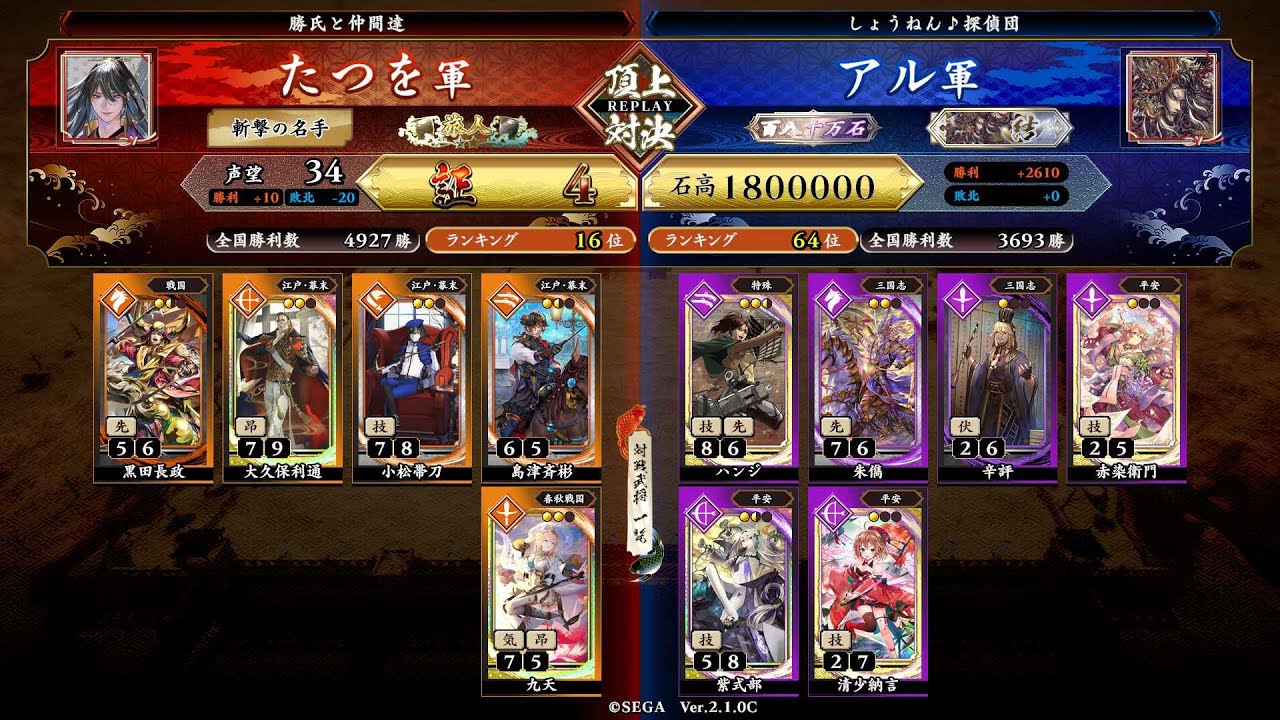 勝氏と仲間達
しょうねん♪探偵団
たつを軍
頂上
REPLAY
対決
アル軍
斬撃の名手
旅人
百八十万石
結
声望 34
勝利 +10 敗北 -20
証 4
石高 1800000
勝利 +2610
敗北 +0
全国勝利数 4927勝
ランキング 16位
ランキング 64位
全国勝利数 3693勝
戦国
先
5 6
黒田長政
江戸・幕末
昂
7 9
大久保利通
江戸・幕末
技
7 8
小松帯刀
江戸・幕末
6 5
島津斉彬
春秋戦国
気 昂
7 5
九天
対戦武将一覧
特殊
技 先
8 6
ハンジ
三国志
先
7 6
朱儁
三国志
伏
2 6
辛評
平安
技
2 5
赤染衛門
平安
技
5 8
紫式部
平安
技
2 7
清少納言
©SEGA Ver.2.1.0C